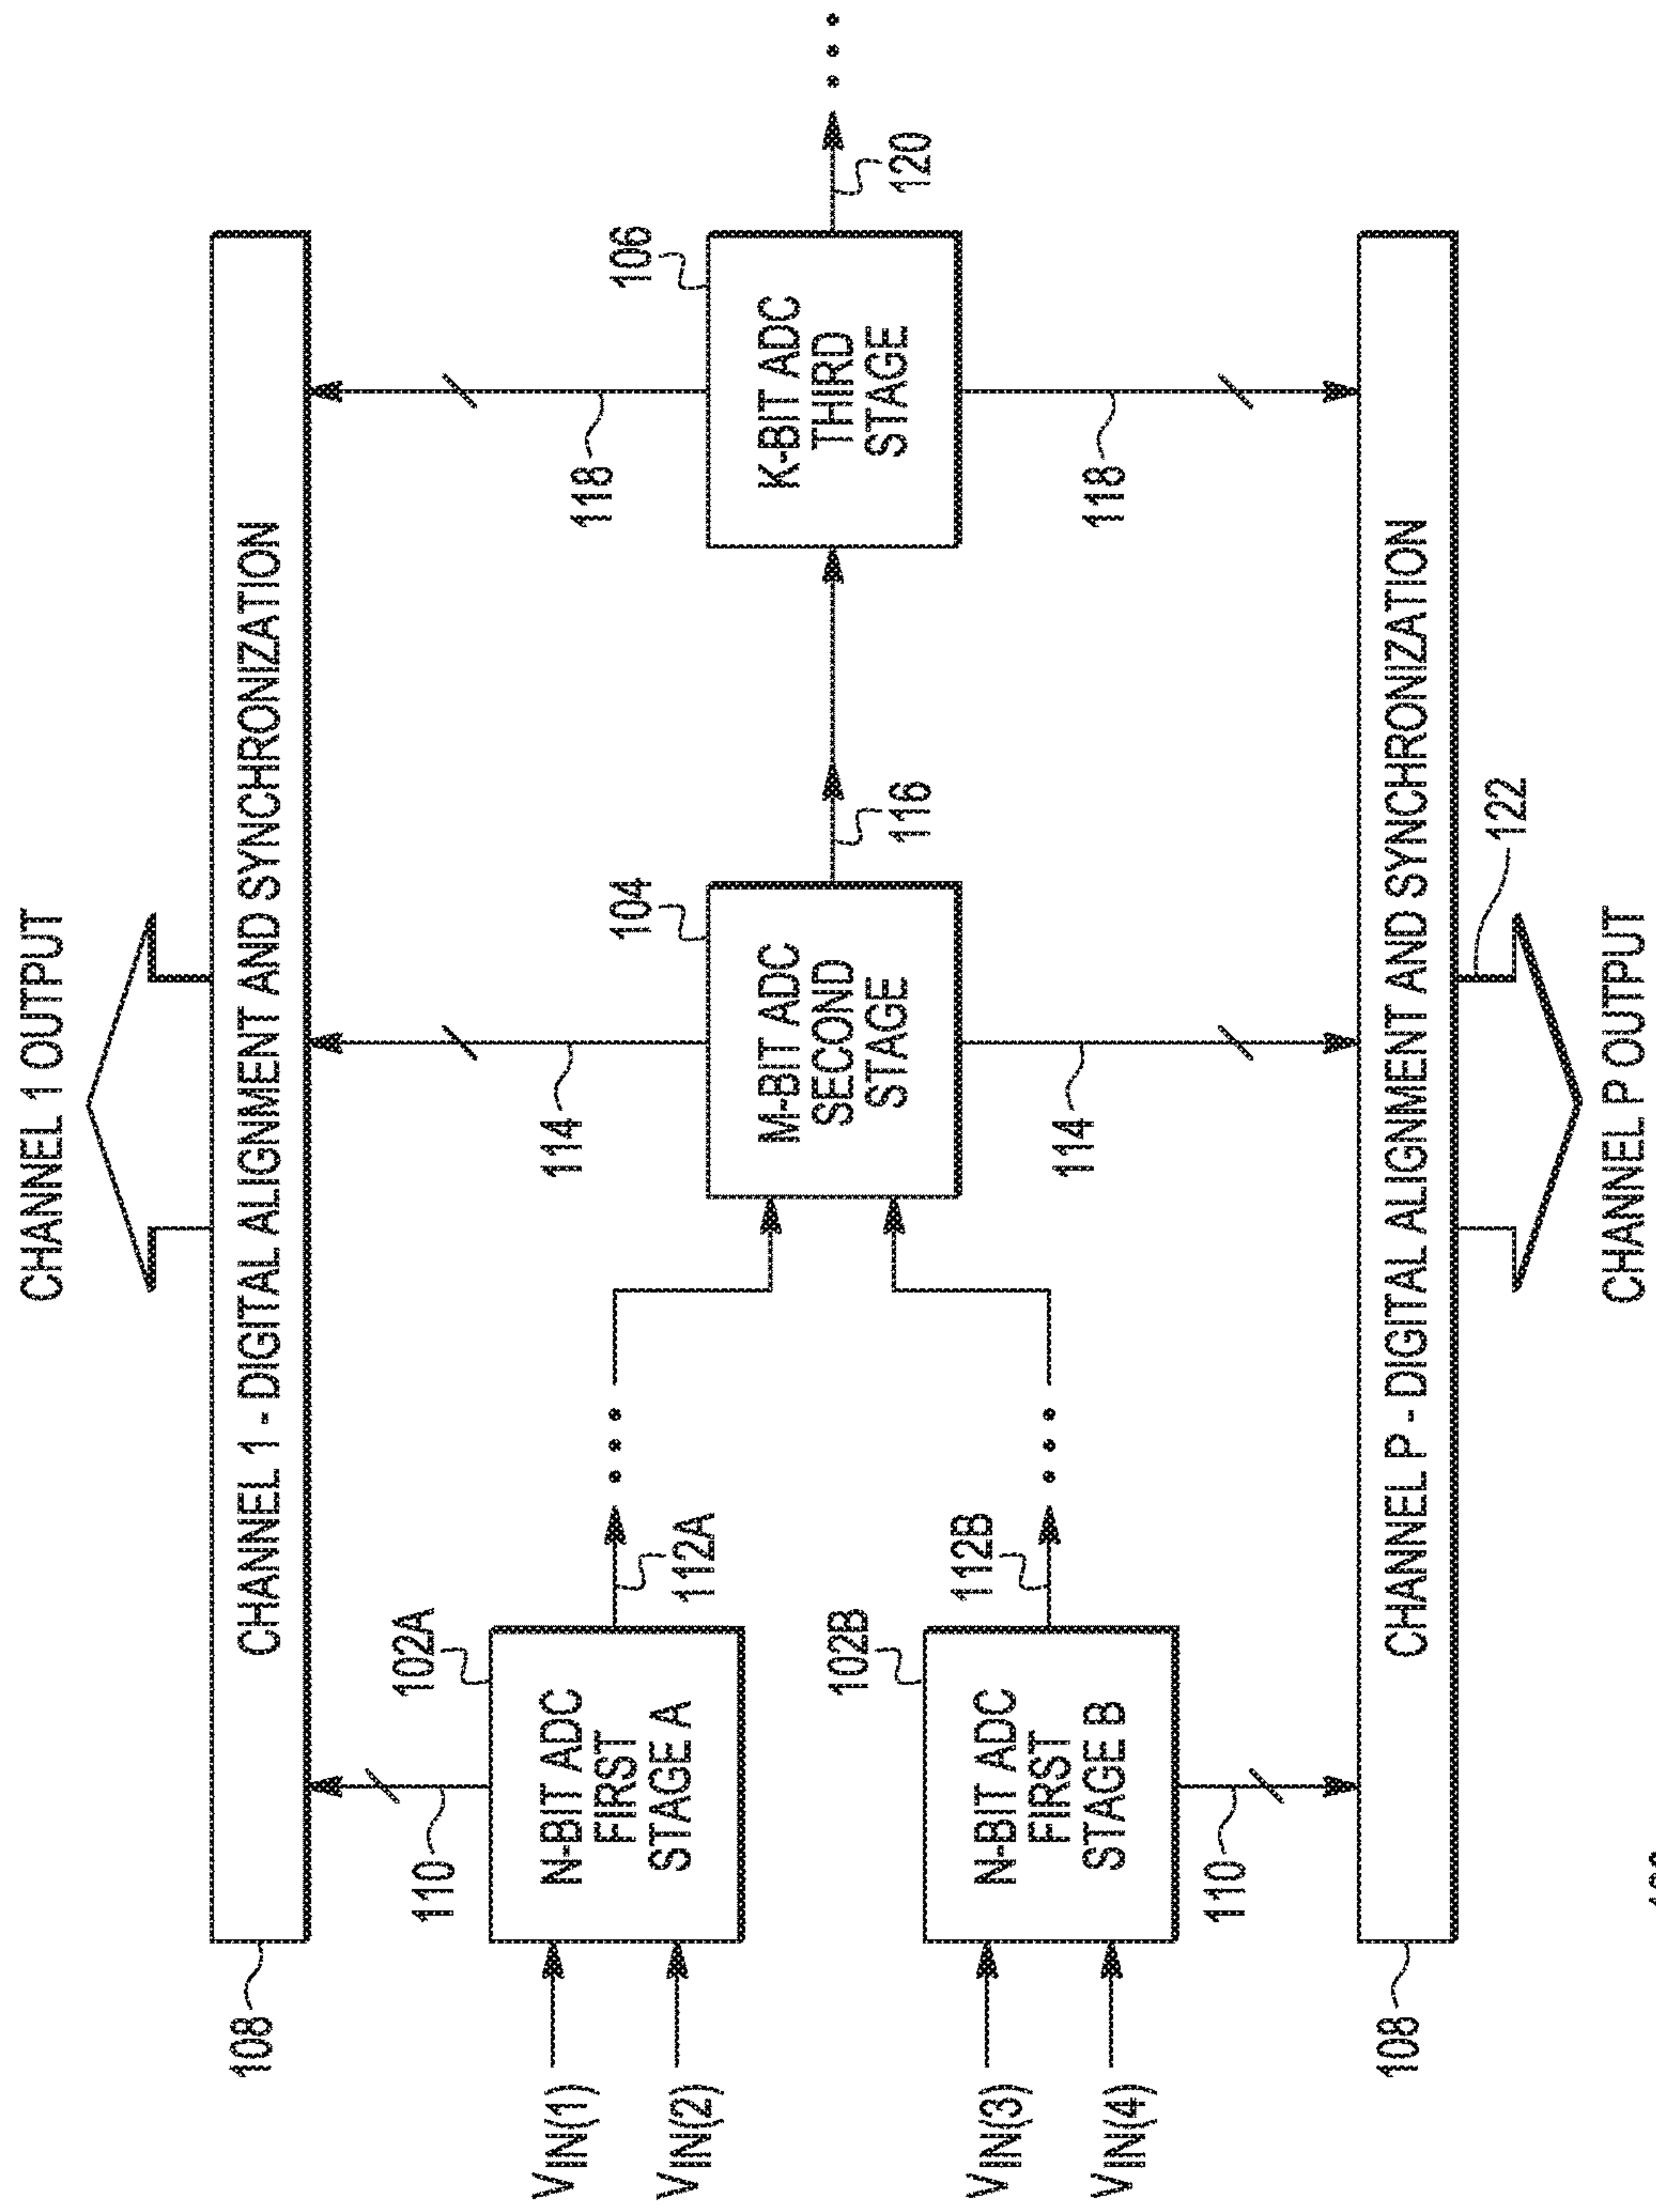 CHANNEL 1 OUTPUT
108
CHANNEL 1 - DIGITAL ALIGNMENT AND SYNCHRONIZATION
110
114
118
VIN(1)
VIN(2)
102A
N-BIT ADC
FIRST
STAGE A
112A
104
M-BIT ADC
SECOND
STAGE
116
106
K-BIT ADC
THIRD
STAGE
120
VIN(3)
VIN(4)
102B
N-BIT ADC
FIRST
STAGE B
112B
110
114
118
108
CHANNEL P - DIGITAL ALIGNMENT AND SYNCHRONIZATION
122
CHANNEL P OUTPUT